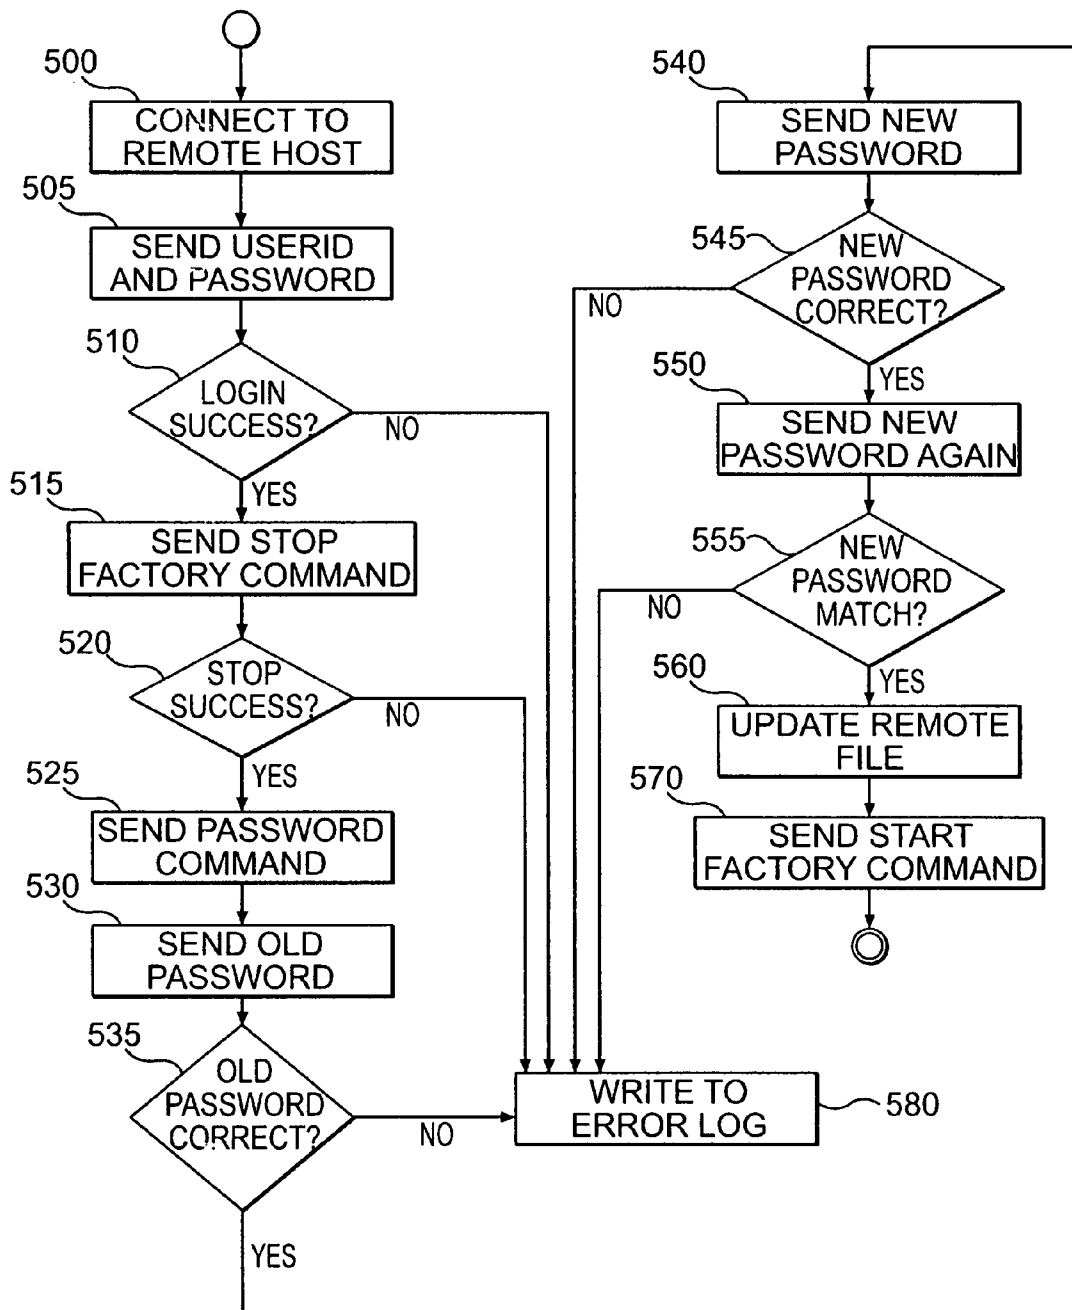 500
CONNECT TO
REMOTE HOST
505
SEND USERID
AND PASSWORD
510
LOGIN
SUCCESS?
NO
YES
515
SEND STOP
FACTORY COMMAND
520
STOP
SUCCESS?
NO
YES
525
SEND PASSWORD
COMMAND
530
SEND OLD
PASSWORD
535
OLD
PASSWORD
CORRECT?
NO
YES
540
SEND NEW
PASSWORD
545
NEW
PASSWORD
CORRECT?
NO
YES
550
SEND NEW
PASSWORD AGAIN
555
NEW
PASSWORD
MATCH?
NO
YES
560
UPDATE REMOTE
FILE
570
SEND START
FACTORY COMMAND
WRITE TO
ERROR LOG
580